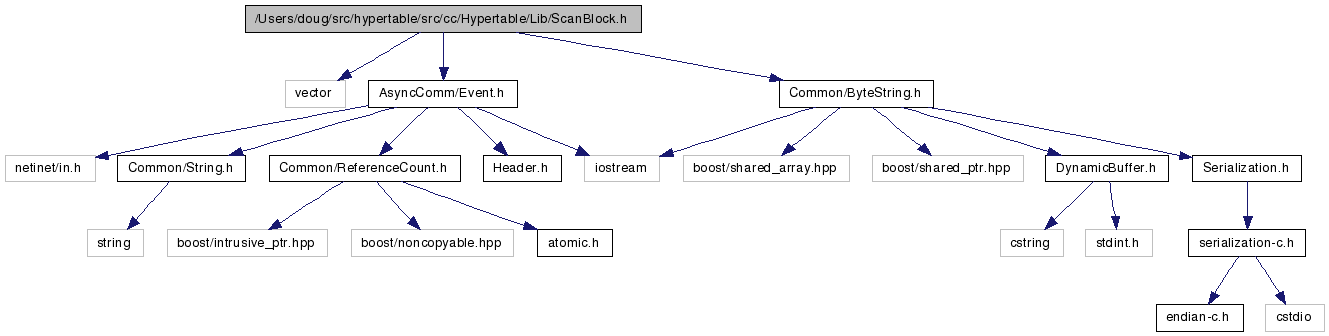 /Users/doug/src/hypertable/src/cc/Hypertable/Lib/ScanBlock.h
vector
AsyncComm/Event.h
Common/ByteString.h
netinet/in.h
Common/String.h
Common/ReferenceCount.h
Header.h
iostream
boost/shared_array.hpp
boost/shared_ptr.hpp
DynamicBuffer.h
Serialization.h
string
boost/intrusive_ptr.hpp
boost/noncopyable.hpp
atomic.h
cstring
stdint.h
serialization-c.h
endian-c.h
cstdio